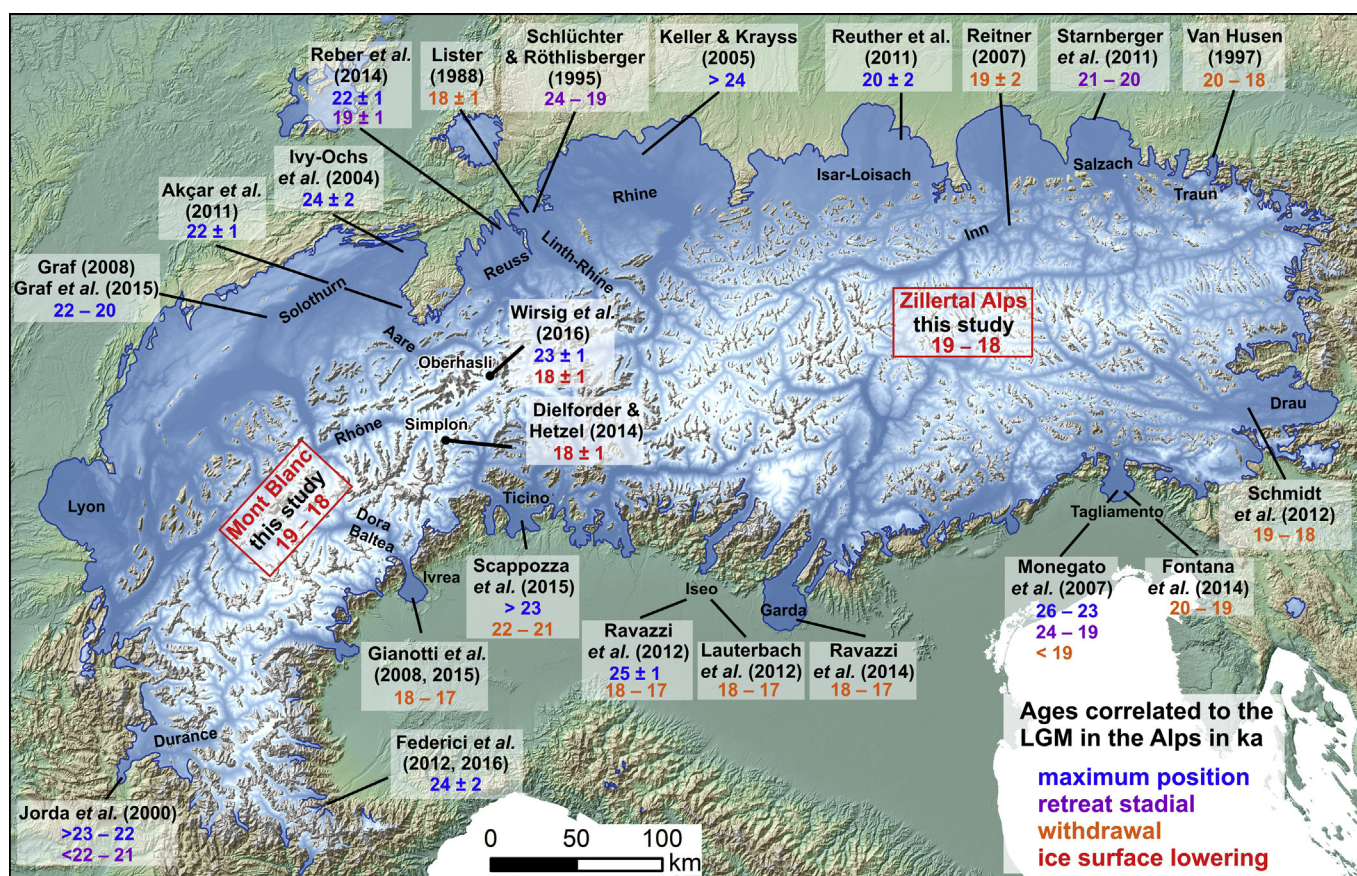 Reber et al.
(2014)
22 ± 1
19 ± 1
Lister
(1988)
18 ± 1
Schlüchter
& Röthlisberger
(1995)
24 – 19
Keller & Krayss
(2005)
> 24
Reuther et al.
(2011)
20 ± 2
Reitner
(2007)
19 ± 2
Starnberger
et al. (2011)
21 – 20
Van Husen
(1997)
20 – 18
Ivy-Ochs
et al. (2004)
24 ± 2
Akçar et al.
(2011)
22 ± 1
Graf (2008)
Graf et al. (2015)
22 – 20
Solothurn
Aare
Reuss
Linth-Rhine
Rhine
Isar-Loisach
Inn
Salzach
Traun
Wirsig et al.
(2016)
23 ± 1
18 ± 1
Oberhasli
Zillertal Alps
this study
19 – 18
Rhône
Simplon
Dielforder &
Hetzel (2014)
18 ± 1
Drau
Mont Blanc
this study
19 – 18
Lyon
Dora
Baltea
Ticino
Ivrea
Iseo
Garda
Tagliamento
Schmidt
et al. (2012)
19 – 18
Scappozza
et al. (2015)
> 23
22 – 21
Gianotti et al.
(2008, 2015)
18 – 17
Ravazzi
et al. (2012)
25 ± 1
18 – 17
Lauterbach
et al. (2012)
18 – 17
Ravazzi
et al. (2014)
18 – 17
Monegato
et al. (2007)
26 – 23
24 – 19
< 19
Fontana
et al. (2014)
20 – 19
Durance
Federici et al.
(2012, 2016)
24 ± 2
Jorda et al. (2000)
>23 – 22
<22 – 21
0 50 100
km
Ages correlated to the
LGM in the Alps in ka
maximum position
retreat stadial
withdrawal
ice surface lowering